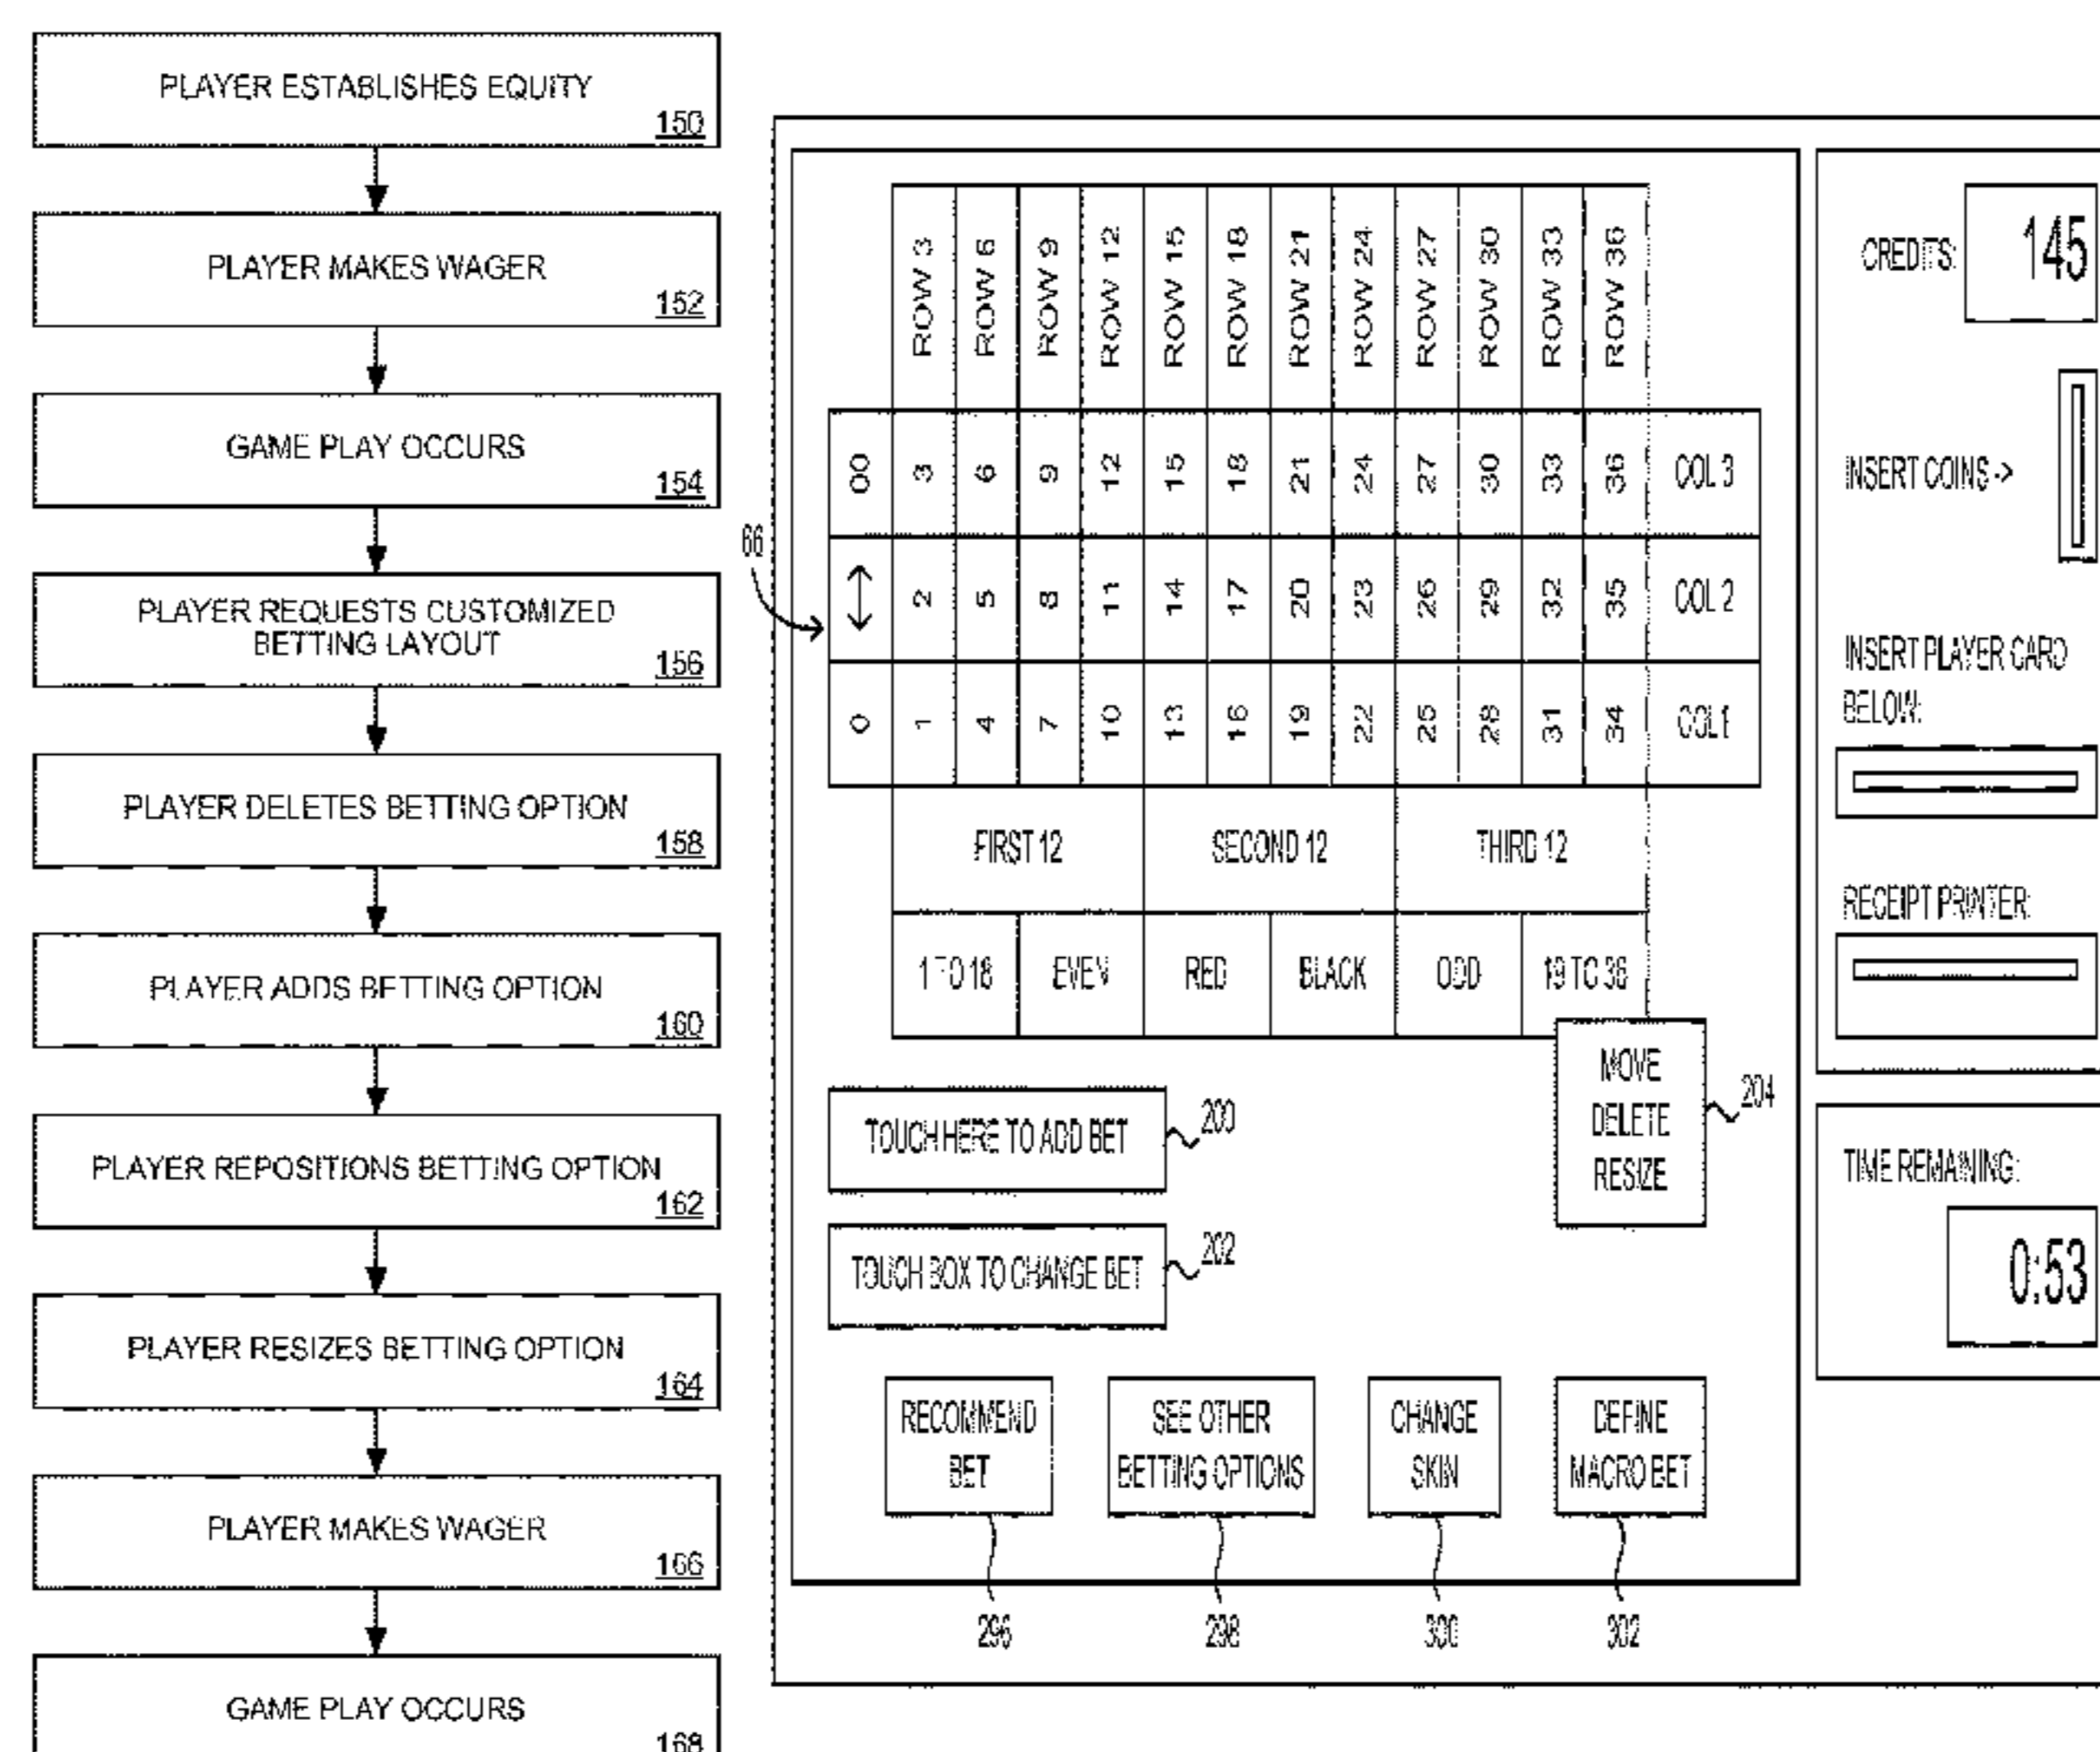 PLAYER ESTABLISHES EQUITY
150
PLAYER MAKES WAGER
152
GAME PLAY OCCURS
154
PLAYER REQUESTS CUSTOMIZED
BETTING LAYOUT
156
PLAYER DELETES BETTING OPTION
158
PLAYER ADDS BETTING OPTION
160
PLAYER REPOSITIONS BETTING OPTION
162
PLAYER RESIZES BETTING OPTION
164
PLAYER MAKES WAGER
166
GAME PLAY OCCURS
168
66
ROW 3 ROW 6 ROW 9 ROW 12 ROW 15 ROW 18 ROW 21 ROW 24 ROW 27 ROW 30 ROW 33 ROW 36
00 3 6 9 12 15 18 21 24 27 30 33 36 COL 3
2 5 8 11 14 17 20 23 26 29 32 35 COL 2
0 1 4 7 10 13 16 19 22 25 28 31 34 COL 1
FIRST 12 SECOND 12 THIRD 12
1 TO 18 EVEN RED BLACK ODD 19 TO 36
MOVE
DELETE
RESIZE
204
TOUCH HERE TO ADD BET 200
TOUCH BOX TO CHANGE BET 202
RECOMMEND
BET
SEE OTHER
BETTING OPTIONS
CHANGE
SKIN
DEFINE
MACRO BET
296 298 300 302
CREDITS: 145
INSERT COINS ->
INSERT PLAYER CARD
BELOW:
RECEIPT PRINTER:
TIME REMAINING:
0:53